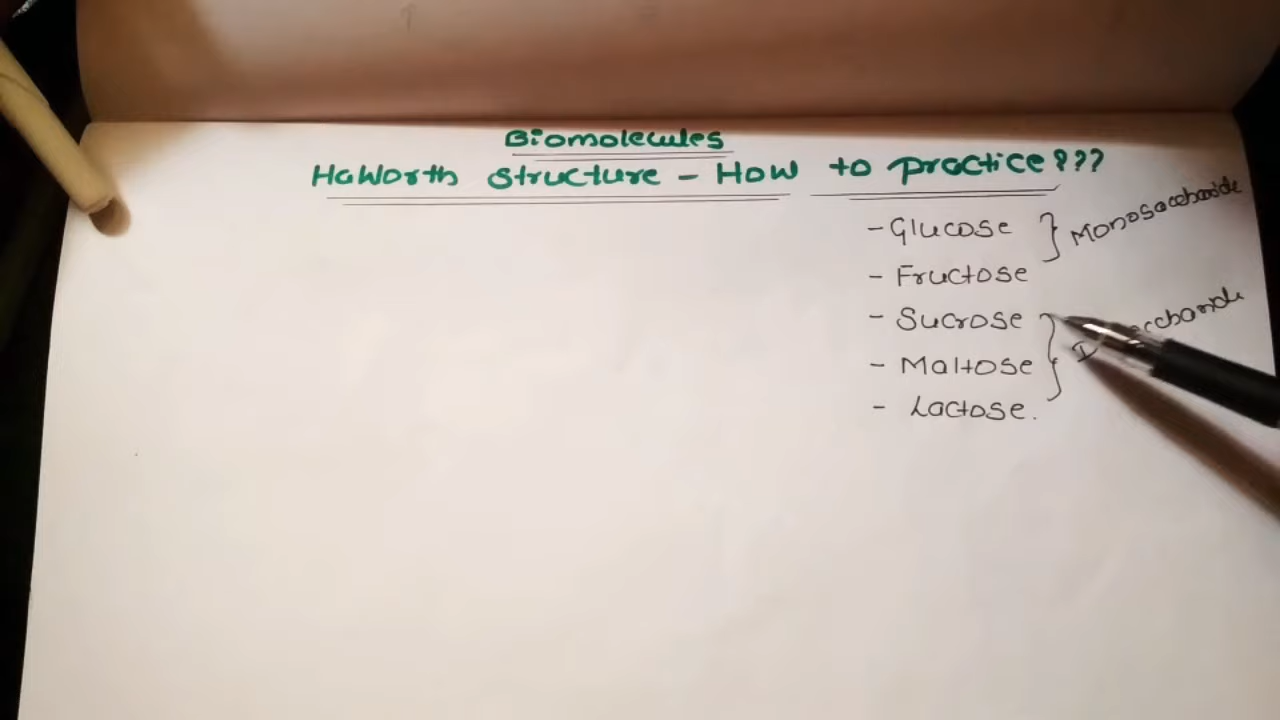 Biomolecules
Haworth structure - How to practice???
- Glucose
} Monosaccharide
- Fructose
- Sucrose
- Maltose }
- Lactose.